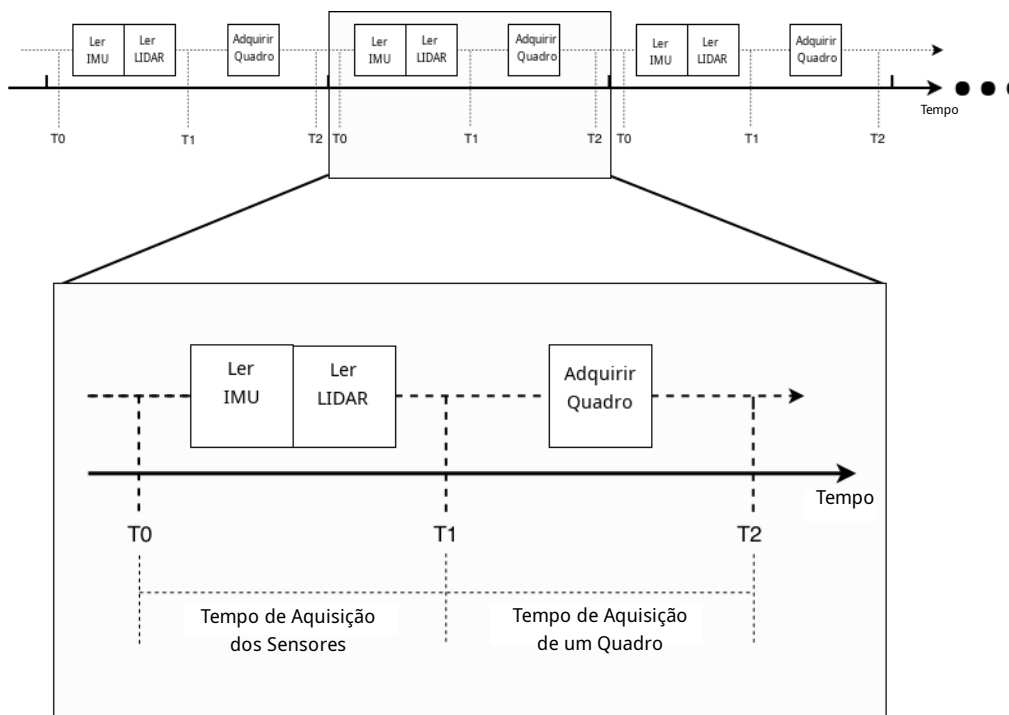 Ler
IMU
Ler
LIDAR
Adquirir
Quadro
Ler
IMU
Ler
LIDAR
Adquirir
Quadro
Ler
IMU
Ler
LIDAR
Adquirir
Quadro
Tempo
T0
T1
T2
T0
T1
T2
T0
T1
T2
Ler
IMU
Ler
LIDAR
Adquirir
Quadro
Tempo
T0
T1
T2
Tempo de Aquisição
dos Sensores
Tempo de Aquisição
de um Quadro